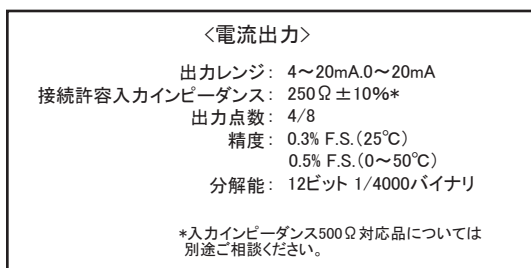 <電流出力>
出力レンジ: 4～20mA.0～20mA
接続許容入力インピーダンス: 250Ω±10%*
出力点数: 4/8
精度: 0.3% F.S.(25℃)
0.5% F.S.(0～50℃)
分解能: 12ビット 1/4000バイナリ
*入力インピーダンス500Ω対応品については
別途ご相談ください。